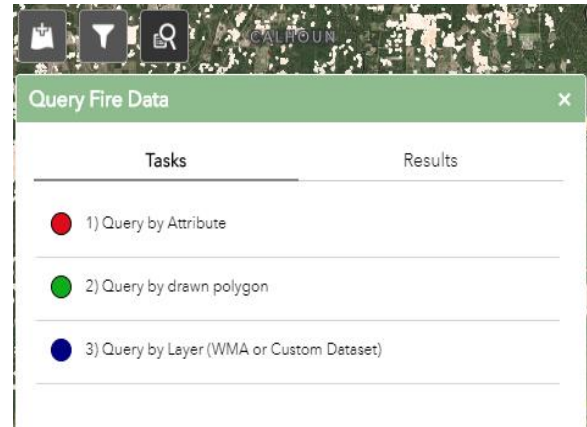 CALHOUN
Query Fire Data ×
Tasks Results
1) Query by Attribute
2) Query by drawn polygon
3) Query by Layer (WMA or Custom Dataset)